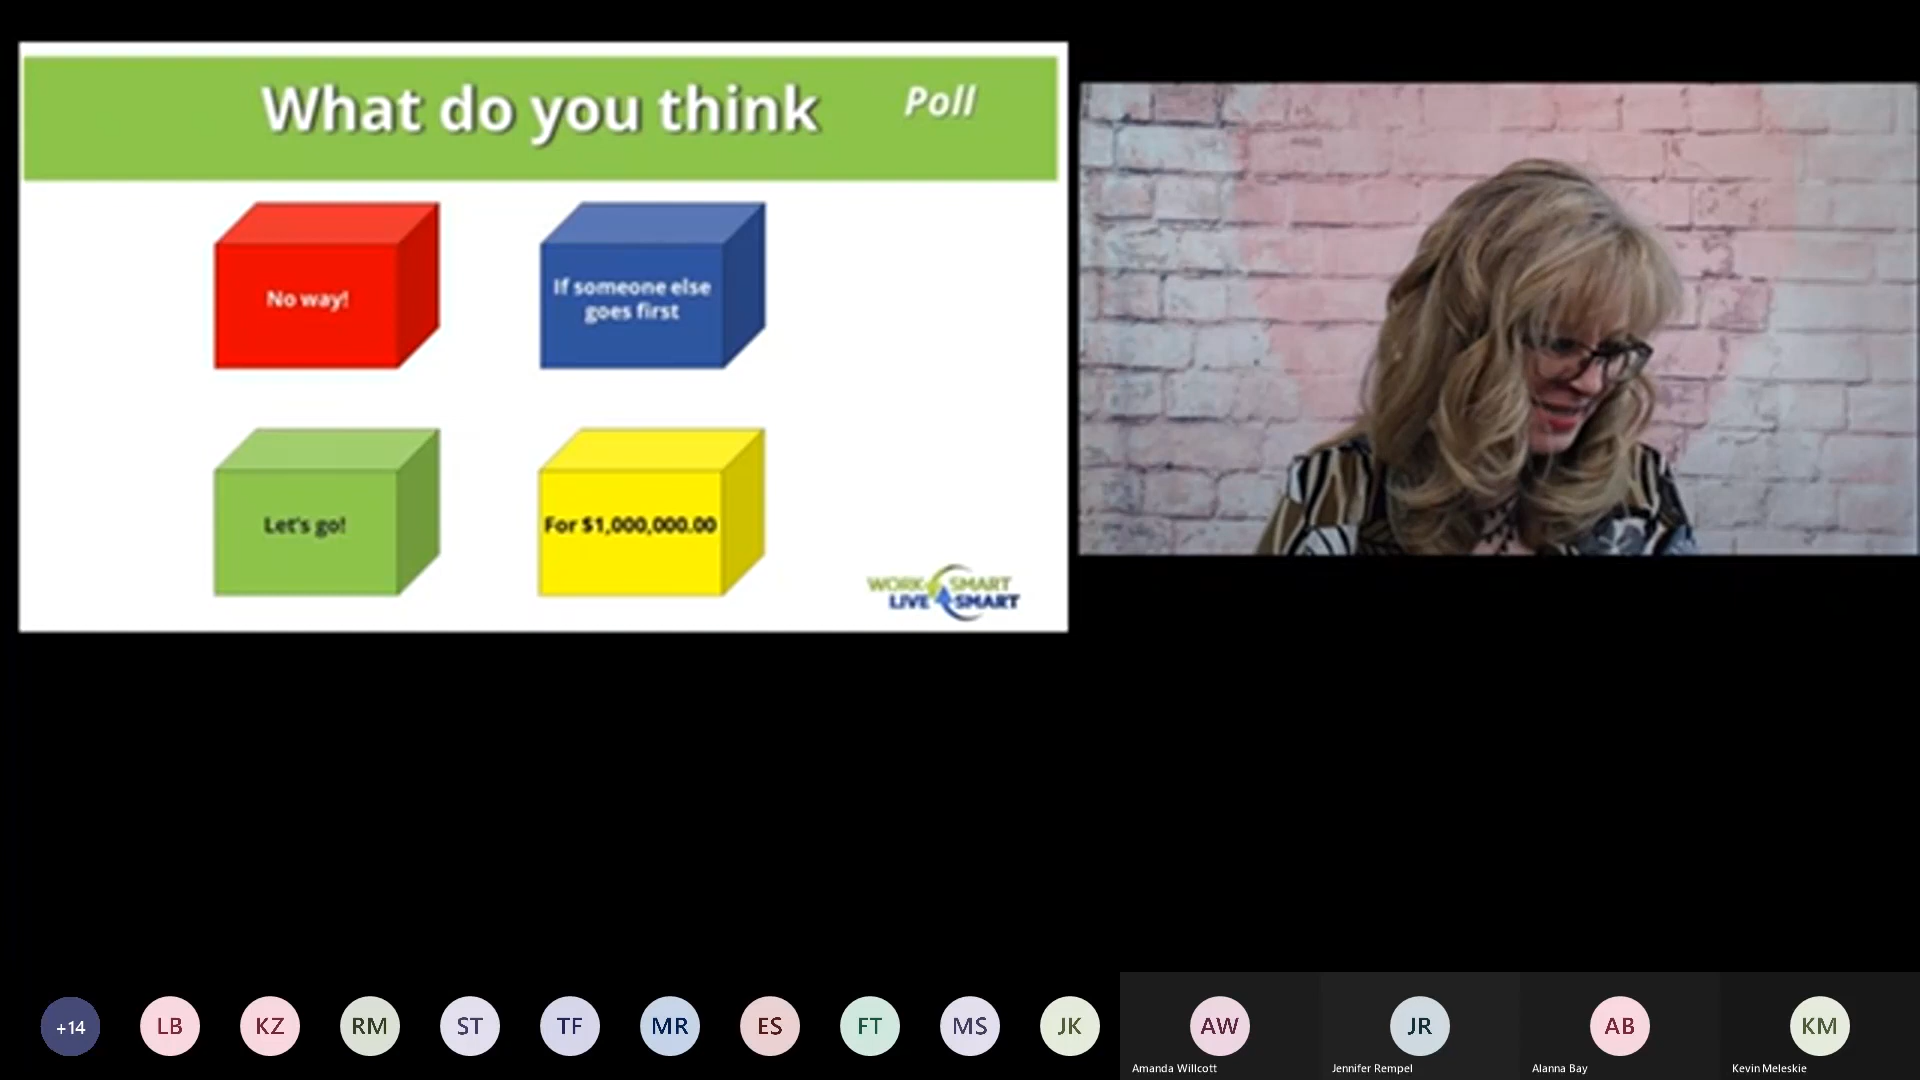 What do you think
Poll
No way!
If someone else
goes first
Let's go!
For $1,000,000.00
WORK SMART
LIVE SMART
+14
LB
KZ
RM
ST
TF
MR
ES
FT
MS
JK
AW
JR
AB
KM
Amanda Willcott
Jennifer Rempel
Alanna Bay
Kevin Meleskie